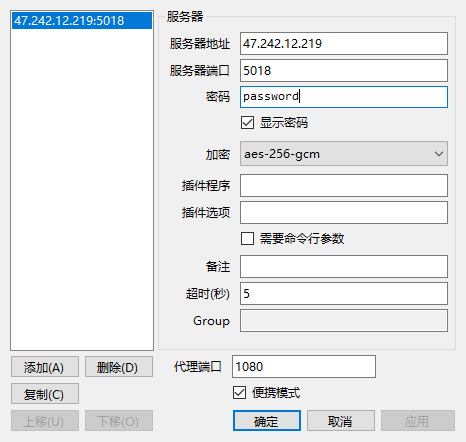 47.242.12.219:5018
服务器
服务器地址 47.242.12.219
服务器端口 5018
密码 password
显示密码
加密 aes-256-gcm
插件程序
插件选项
需要命令行参数
备注
超时(秒) 5
Group
添加(A) 删除(D) 代理端口 1080
复制(C) 便携模式
上移(U) 下移(O) 确定 取消 应用